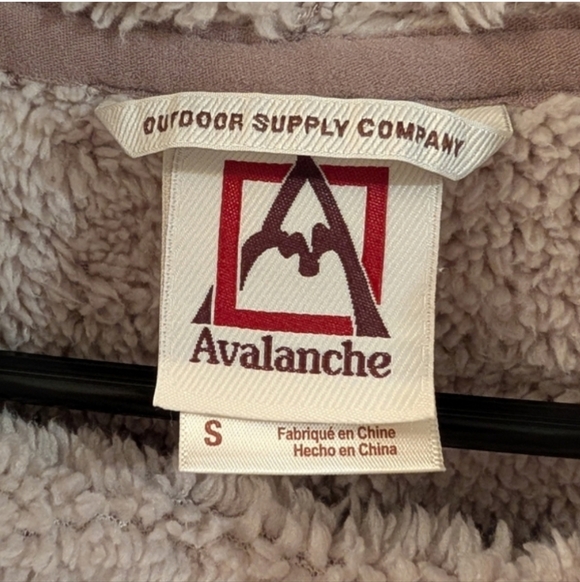 OUTDOOR SUPPLY COMPANY
Avalanche
S
Fabriqué en Chine
Hecho en China